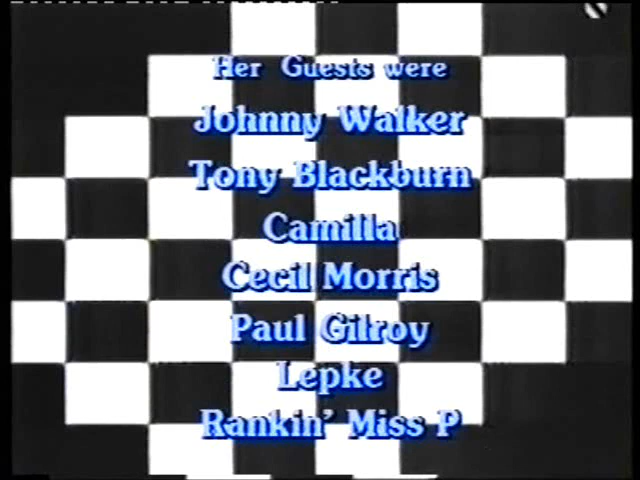 Her Guests were
Johnny Walker
Tony Blackburn
Camilla
Cecil Morris
Paul Gilroy
Lepke
Rankin' Miss P